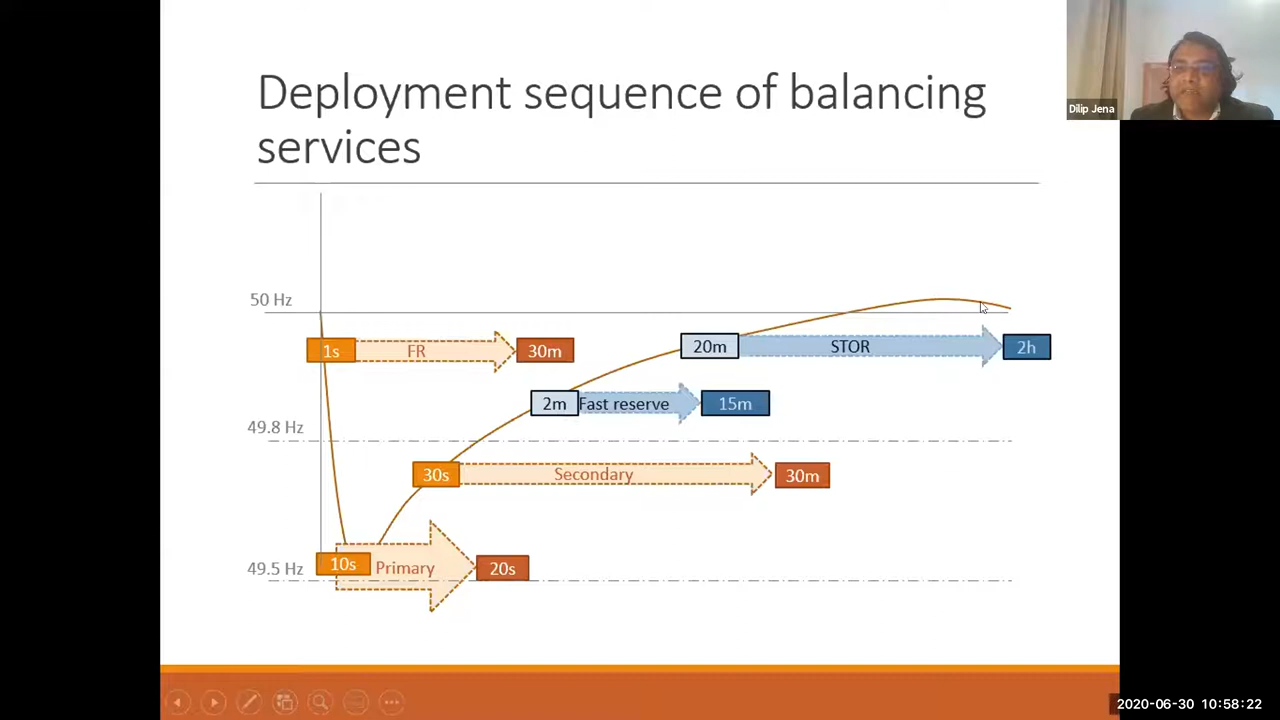 Deployment sequence of balancing
services
Dilip Jena
50 Hz
1s FR 30m
20m STOR 2h
2m Fast reserve 15m
49.8 Hz
30s Secondary 30m
10s Primary 20s
49.5 Hz
2020-06-30 10:58:22